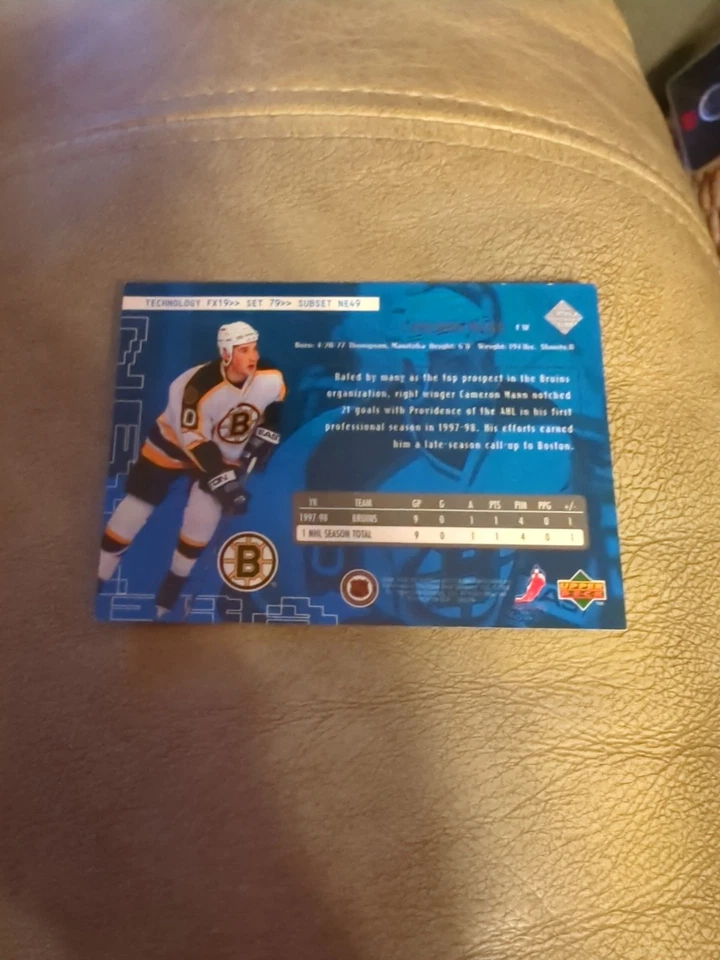 TECHNOLOGY FX19>> SET 79>> SUBSET NE49
F RW
Born: 4-20-77 Thompson, Manitoba Height: 6'0 Weight: 194 lbs. Shoots: R
Rated by many as the top prospect in the Bruins
organization, right winger Cameron Mann notched
21 goals with Providence of the AHL in his first
professional season in 1997-98. His efforts earned
him a late-season call-up to Boston.
YR TEAM GP G A PTS PIM PPG +/-
1997-98 BRUINS 9 0 1 1 4 0 1
1 NHL SEASON TOTAL 9 0 1 1 4 0 1
0
B
EAS
B
UPPER
DECK